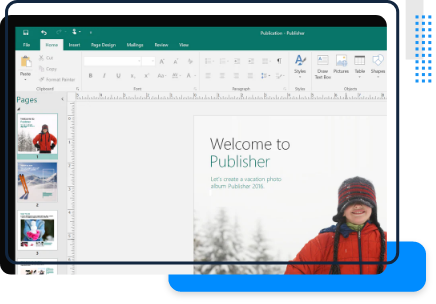 Publication - Publisher
File Home Insert Page Design Mailings Review View
Cut
Copy
Format Painter
Paste
Styles
Draw Text Box
Pictures
Table
Shapes
Clipboard
Font
Paragraph
Styles
Objects
Pages
1
2
3
Welcome to
Publisher
Let's create a vacation photo
album Publisher 2016.